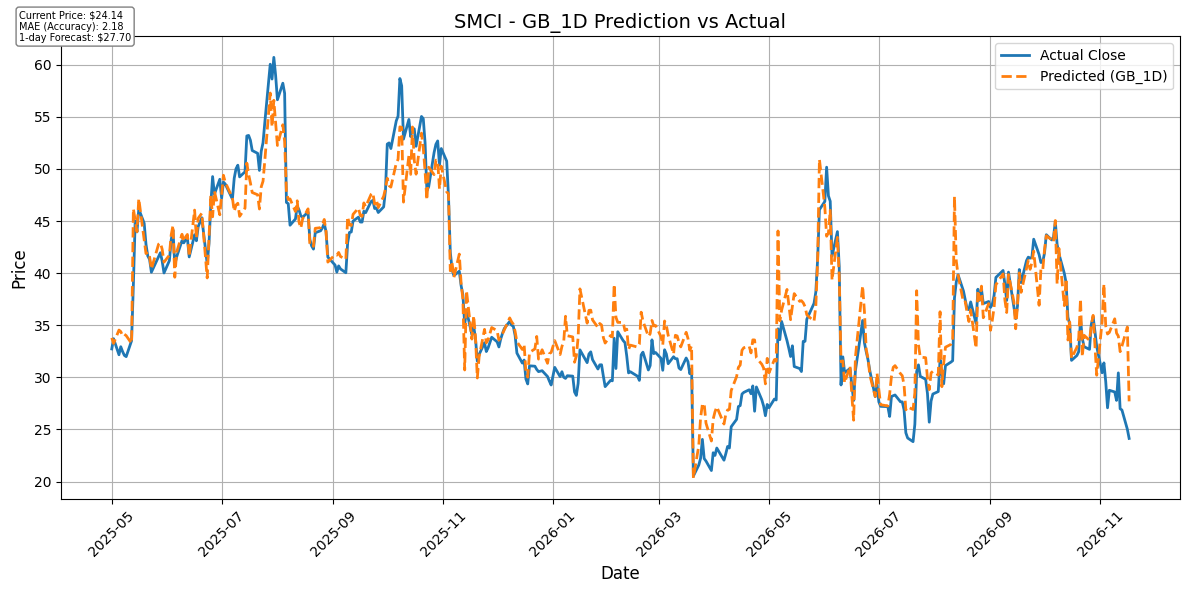 SMCI - GB_1D Prediction vs Actual
Current Price: $24.14
MAE (Accuracy): 2.18
1-day Forecast: $27.70
Actual Close
Predicted (GB_1D)
Price
60
55
50
45
40
35
30
25
20
2025-05
2025-07
2025-09
2025-11
2026-01
2026-03
2026-05
2026-07
2026-09
2026-11
Date